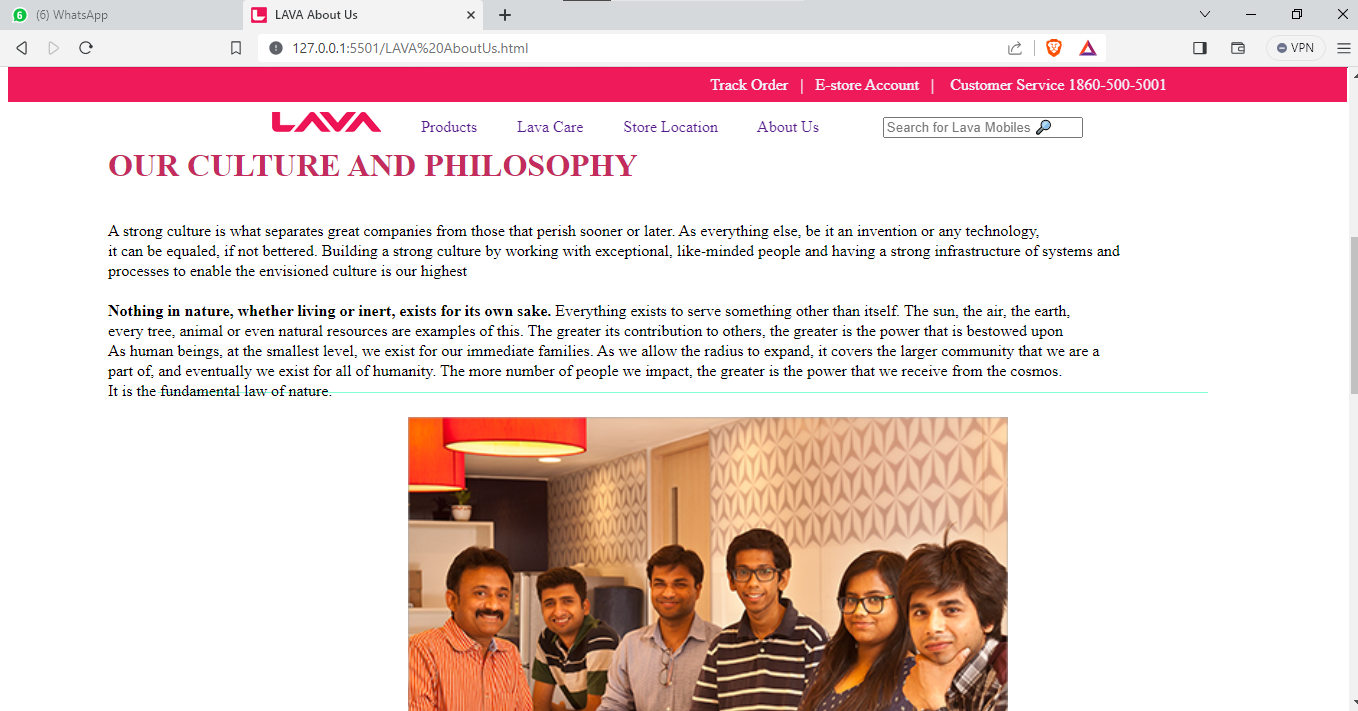 (6) WhatsApp
LAVA About Us
127.0.0.1:5501/LAVA%20AboutUs.html
VPN
Track Order | E-store Account | Customer Service 1860-500-5001
LAVA Products Lava Care Store Location About Us Search for Lava Mobiles
OUR CULTURE AND PHILOSOPHY
A strong culture is what separates great companies from those that perish sooner or later. As everything else, be it an invention or any technology,
it can be equaled, if not bettered. Building a strong culture by working with exceptional, like-minded people and having a strong infrastructure of systems and
processes to enable the envisioned culture is our highest
Nothing in nature, whether living or inert, exists for its own sake. Everything exists to serve something other than itself. The sun, the air, the earth,
every tree, animal or even natural resources are examples of this. The greater its contribution to others, the greater is the power that is bestowed upon
As human beings, at the smallest level, we exist for our immediate families. As we allow the radius to expand, it covers the larger community that we are a
part of, and eventually we exist for all of humanity. The more number of people we impact, the greater is the power that we receive from the cosmos.
It is the fundamental law of nature.